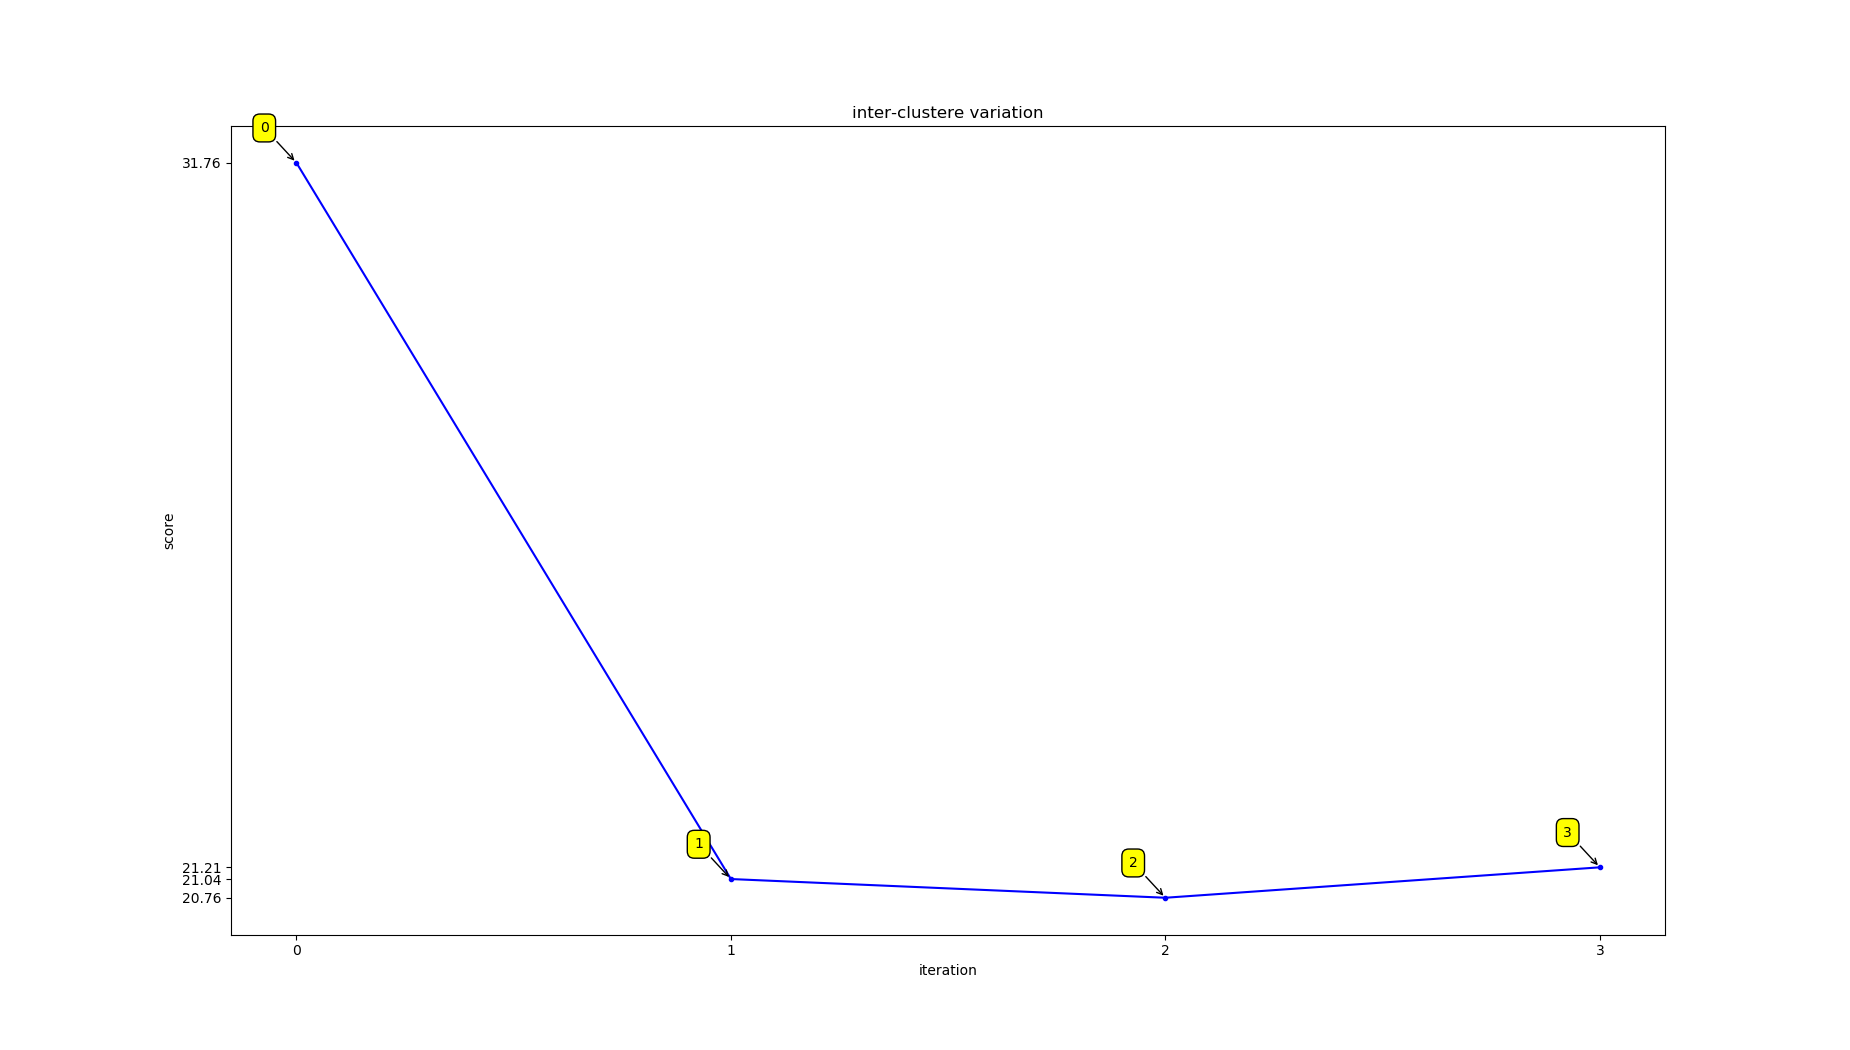 inter-clustere variation
0
31.76
score
1
2
3
21.21
21.04
20.76
0 1 2 3
iteration